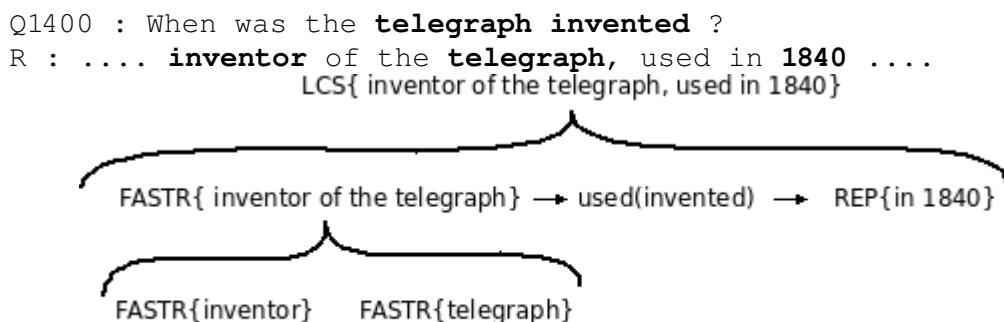 Q1400 : When was the telegraph invented ?
R : .... inventor of the telegraph, used in 1840 ....
LCS{ inventor of the telegraph, used in 1840}
FASTR{ inventor of the telegraph} → used(invented) → REP{in 1840}
FASTR{inventor} FASTR{telegraph}